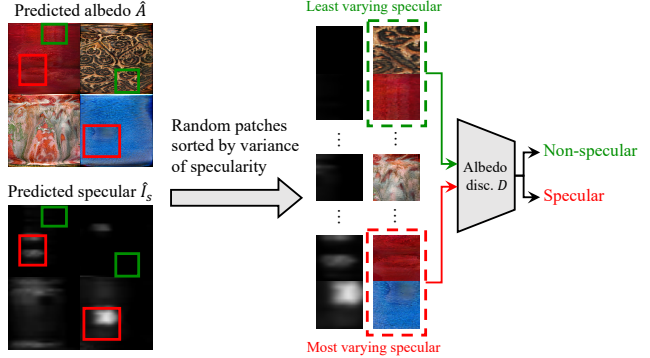 Predicted albedo Â
Predicted specular Î_s
Random patches
sorted by variance
of specularity
Least varying specular
⋮ ⋮
⋮ ⋮
Most varying specular
Albedo
disc. D
Non-specular
Specular